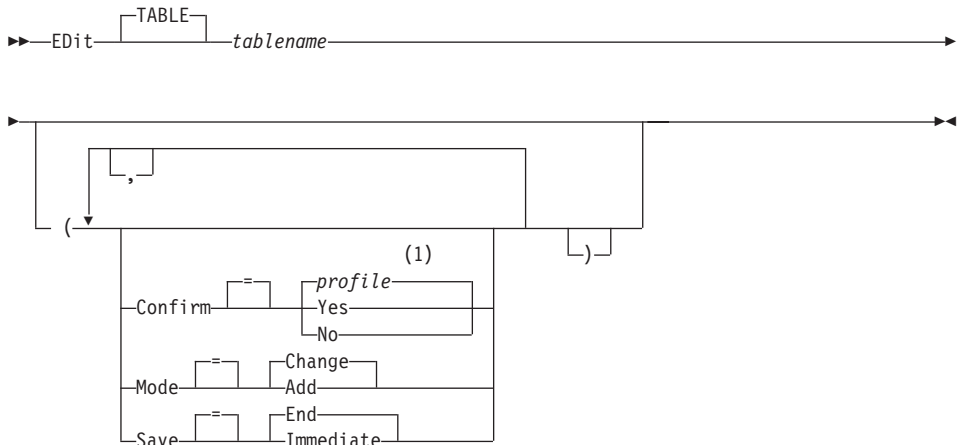 TABLE
EDit tablename
,
( )
(1)
= profile
Confirm Yes
No
= Change
Mode Add
= End
Save Immediate